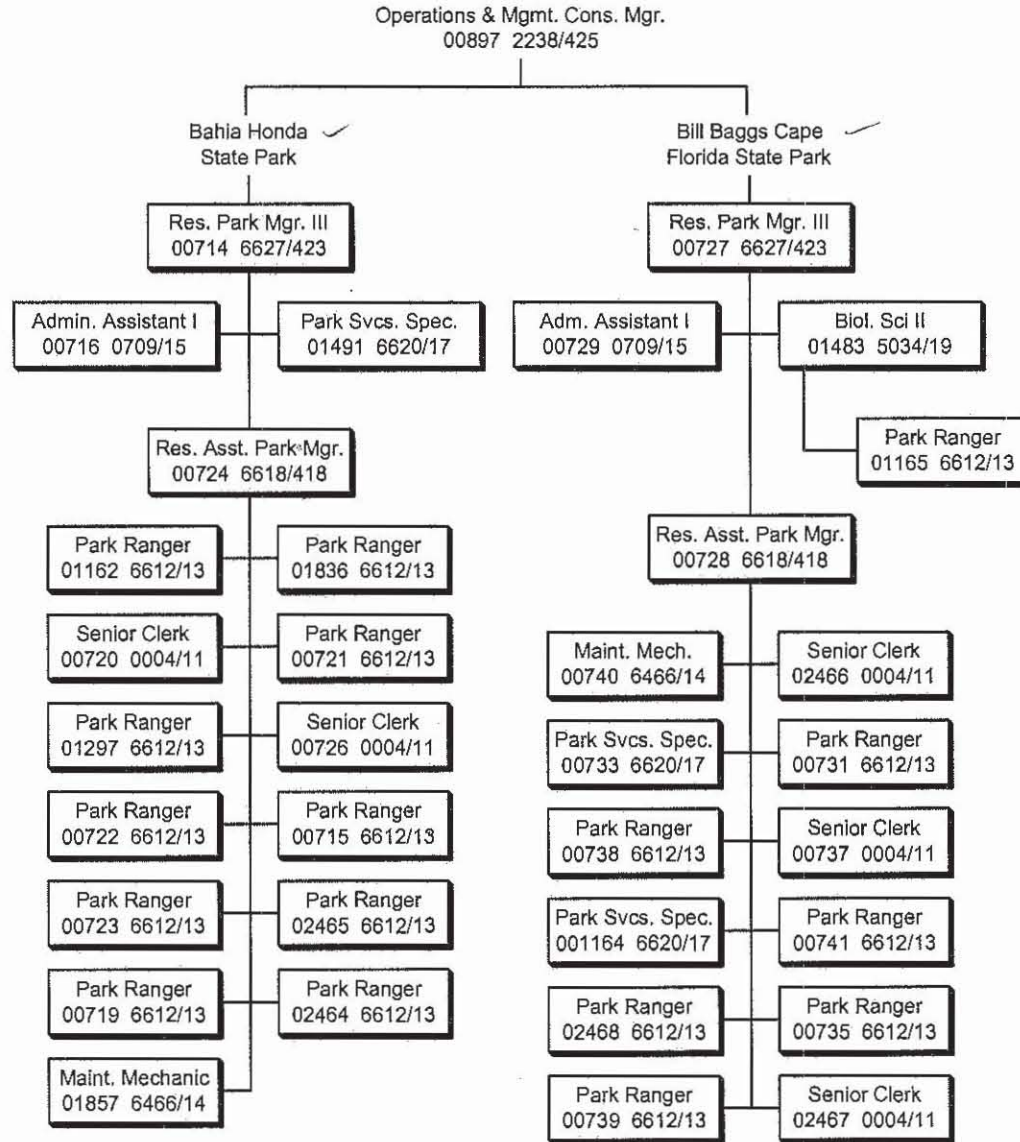 Operations & Mgmt. Cons. Mgr.
00897 2238/425
Bahia Honda
State Park
Res. Park Mgr. III
00714 6627/423
Admin. Assistant I
00716 0709/15
Park Svcs. Spec.
01491 6620/17
Res. Asst. Park Mgr.
00724 6618/418
Park Ranger
01162 6612/13
Park Ranger
01836 6612/13
Senior Clerk
00720 0004/11
Park Ranger
00721 6612/13
Park Ranger
01297 6612/13
Senior Clerk
00726 0004/11
Park Ranger
00722 6612/13
Park Ranger
00715 6612/13
Park Ranger
00723 6612/13
Park Ranger
02465 6612/13
Park Ranger
00719 6612/13
Park Ranger
02464 6612/13
Maint. Mechanic
01857 6466/14
Bill Baggs Cape
Florida State Park
Res. Park Mgr. III
00727 6627/423
Adm. Assistant I
00729 0709/15
Biol. Sci II
01483 5034/19
Park Ranger
01165 6612/13
Res. Asst. Park Mgr.
00728 6618/418
Maint. Mech.
00740 6466/14
Senior Clerk
02466 0004/11
Park Svcs. Spec.
00733 6620/17
Park Ranger
00731 6612/13
Park Ranger
00738 6612/13
Senior Clerk
00737 0004/11
Park Svcs. Spec.
001164 6620/17
Park Ranger
00741 6612/13
Park Ranger
02468 6612/13
Park Ranger
00735 6612/13
Park Ranger
00739 6612/13
Senior Clerk
02467 0004/11